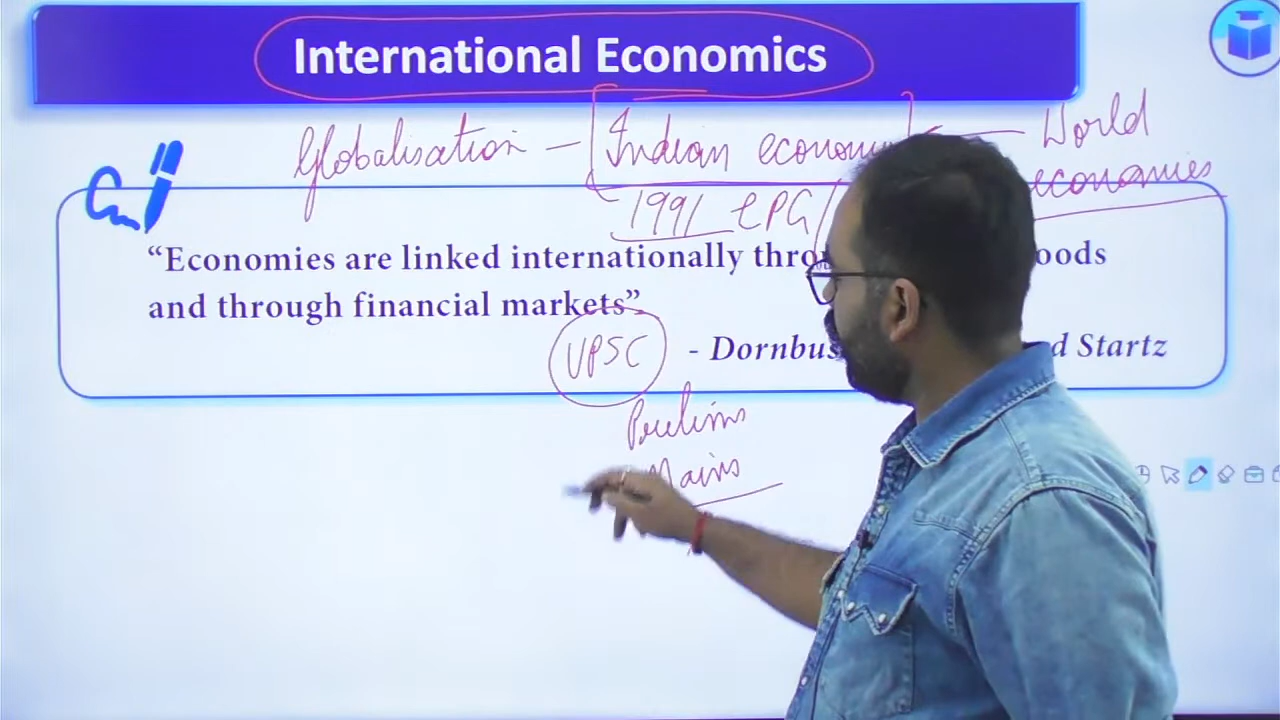 International Economics
Globalisation - [Indian economy] ← World
economies
1991 LPG/
“Economies are linked internationally thro oods
and through financial markets”.
UPSC - Dornbus d Startz
Prelims
Mains